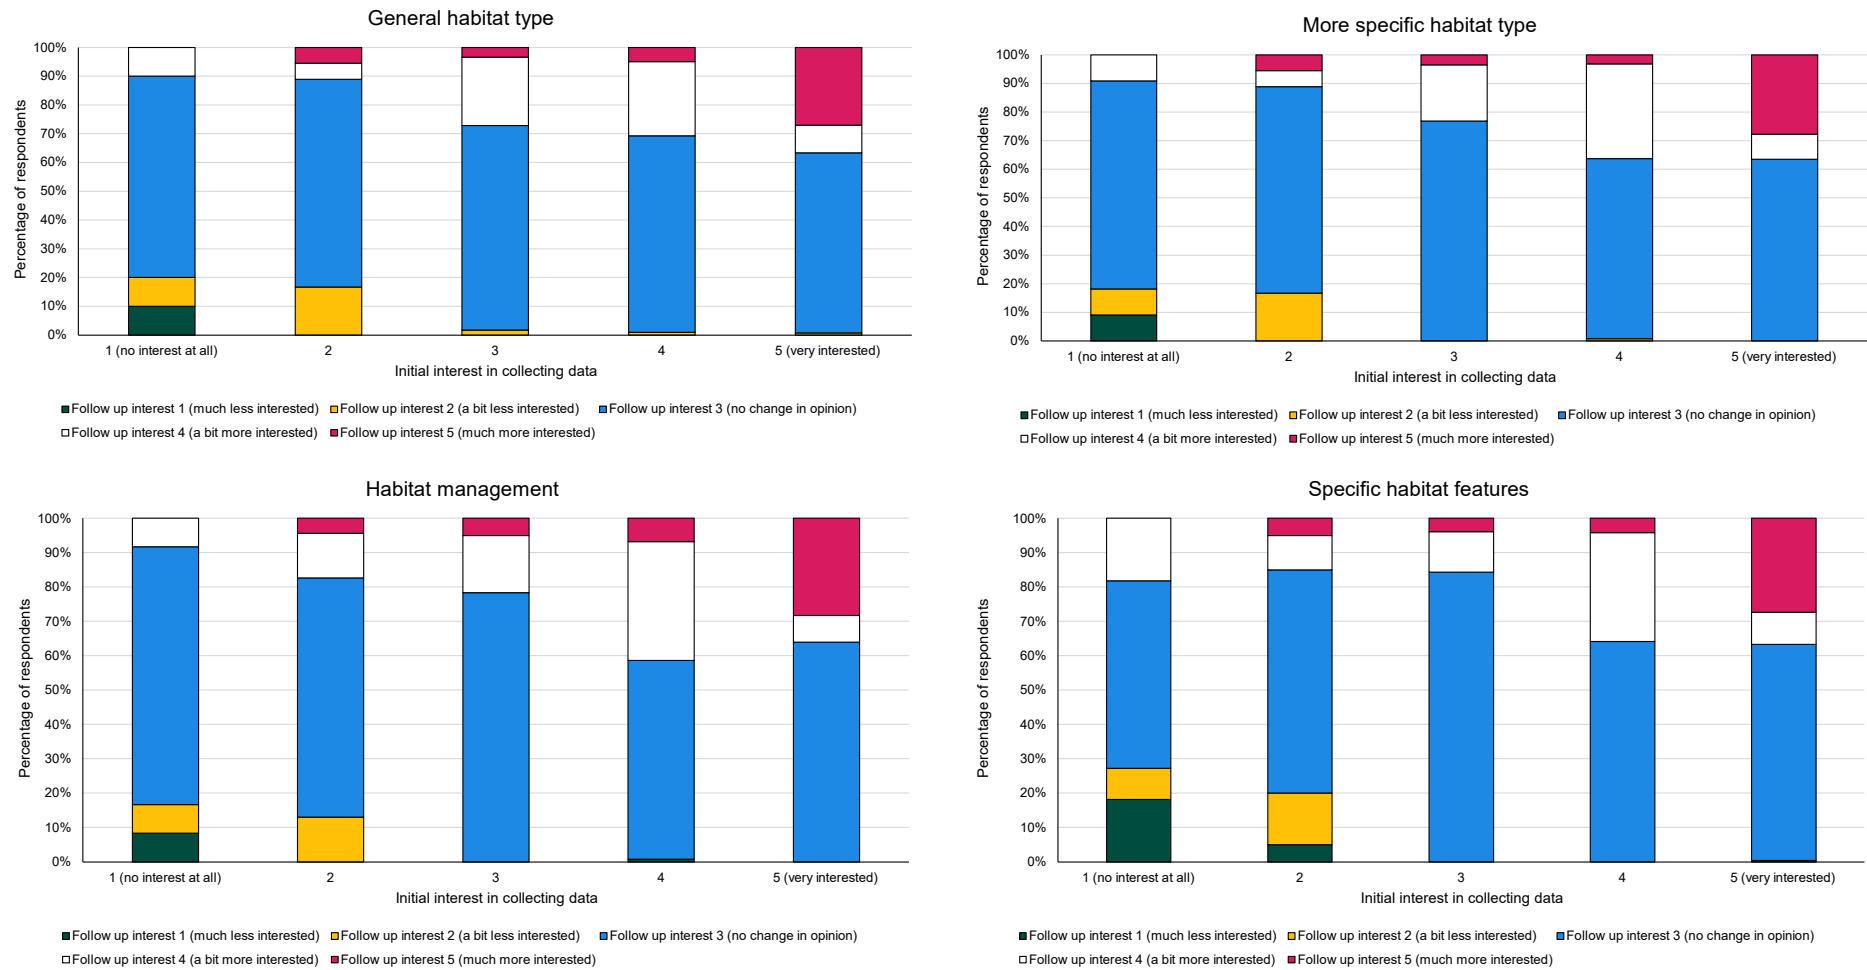 General habitat type
Percentage of respondents
100%
90%
80%
70%
60%
50%
40%
30%
20%
10%
0%
1 (no interest at all) 2 3 4 5 (very interested)
Initial interest in collecting data
Follow up interest 1 (much less interested) Follow up interest 2 (a bit less interested) Follow up interest 3 (no change in opinion)
Follow up interest 4 (a bit more interested) Follow up interest 5 (much more interested)
More specific habitat type
Percentage of respondents
100%
90%
80%
70%
60%
50%
40%
30%
20%
10%
0%
1 (no interest at all) 2 3 4 5 (very interested)
Initial interest in collecting data
Follow up interest 1 (much less interested) Follow up interest 2 (a bit less interested) Follow up interest 3 (no change in opinion)
Follow up interest 4 (a bit more interested) Follow up interest 5 (much more interested)
Habitat management
Percentage of respondents
100%
90%
80%
70%
60%
50%
40%
30%
20%
10%
0%
1 (no interest at all) 2 3 4 5 (very interested)
Initial interest in collecting data
Follow up interest 1 (much less interested) Follow up interest 2 (a bit less interested) Follow up interest 3 (no change in opinion)
Follow up interest 4 (a bit more interested) Follow up interest 5 (much more interested)
Specific habitat features
Percentage of respondents
100%
90%
80%
70%
60%
50%
40%
30%
20%
10%
0%
1 (no interest at all) 2 3 4 5 (very interested)
Initial interest in collecting data
Follow up interest 1 (much less interested) Follow up interest 2 (a bit less interested) Follow up interest 3 (no change in opinion)
Follow up interest 4 (a bit more interested) Follow up interest 5 (much more interested)